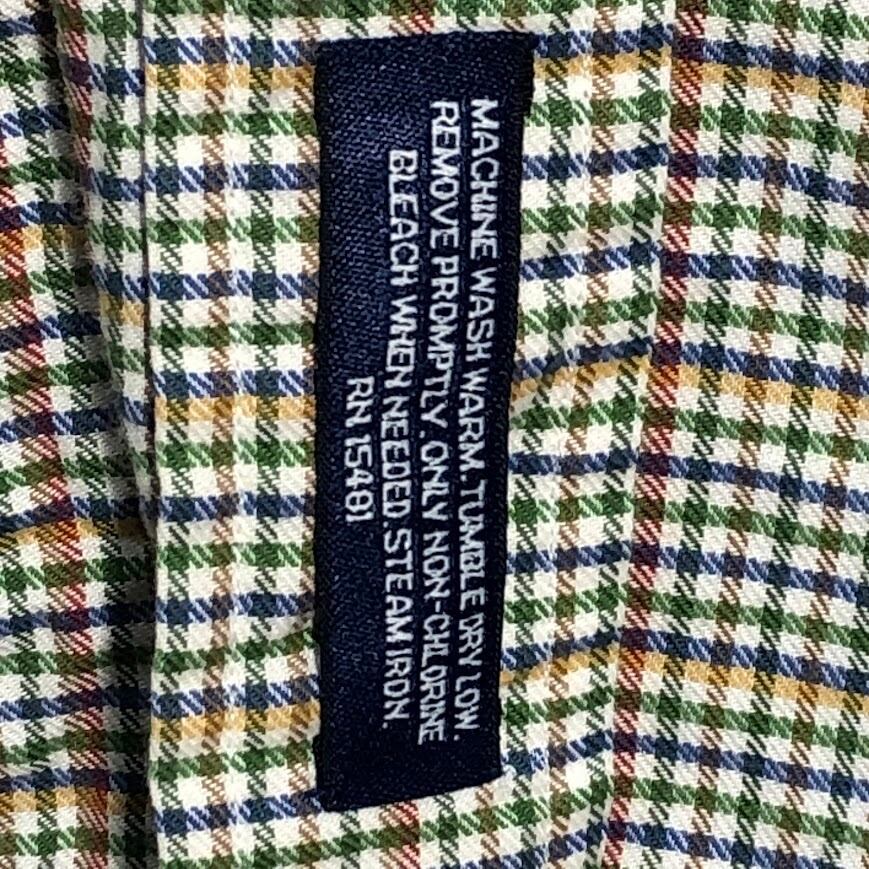 MACHINE WASH WARM. TUMBLE DRY LOW.
REMOVE PROMPTLY. ONLY NON-CHLORINE
BLEACH WHEN NEEDED. STEAM IRON.
RN 15481